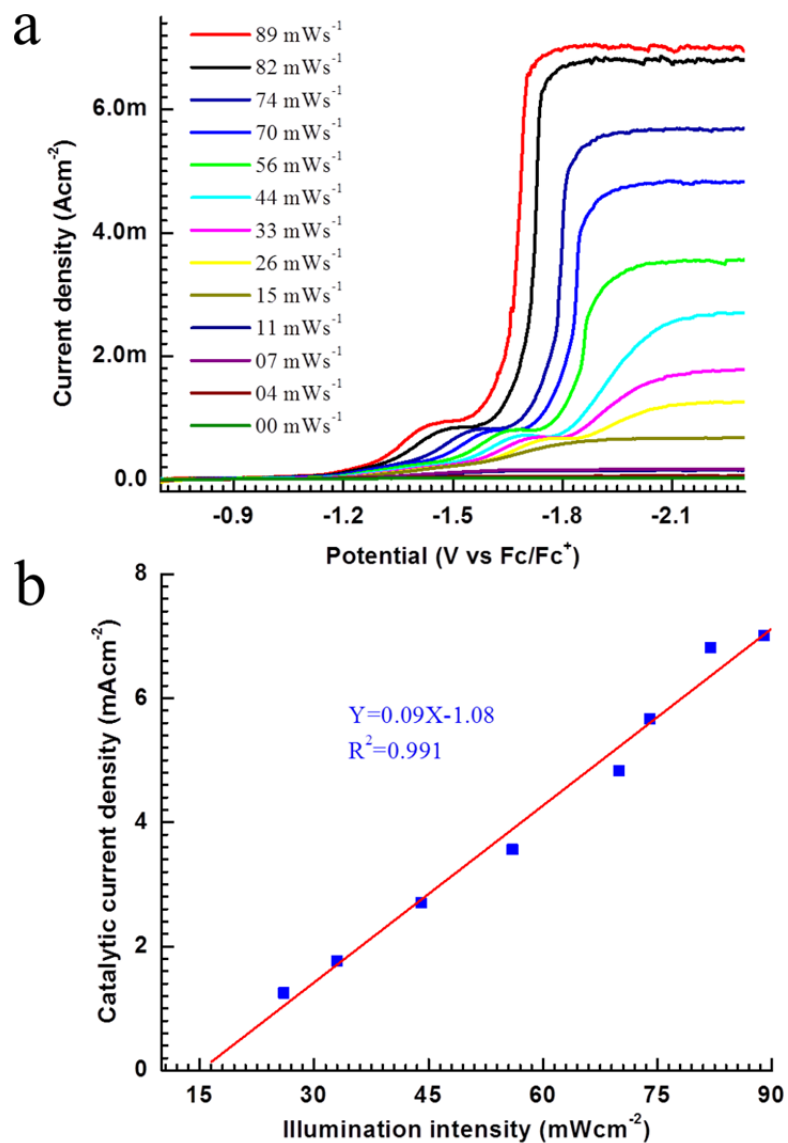 a
89 mWs⁻¹
82 mWs⁻¹
74 mWs⁻¹
70 mWs⁻¹
56 mWs⁻¹
44 mWs⁻¹
33 mWs⁻¹
26 mWs⁻¹
15 mWs⁻¹
11 mWs⁻¹
07 mWs⁻¹
04 mWs⁻¹
00 mWs⁻¹
Current density (Acm⁻²)
6.0m
4.0m
2.0m
0.0
-0.9 -1.2 -1.5 -1.8 -2.1
Potential (V vs Fc/Fc⁺)
b
Catalytic current density (mAcm⁻²)
8
6
4
2
0
Y=0.09X-1.08
R²=0.991
15 30 45 60 75 90
Illumination intensity (mWcm⁻²)